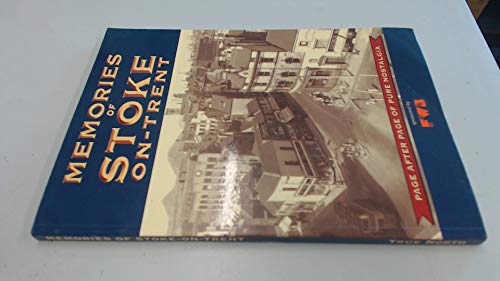 MEMORIES
OF
STOKE
ON-TRENT
PAGE AFTER PAGE OF PURE NOSTALGIA
MEMORIES OF STOKE-ON-TRENT
TRUE NORTH